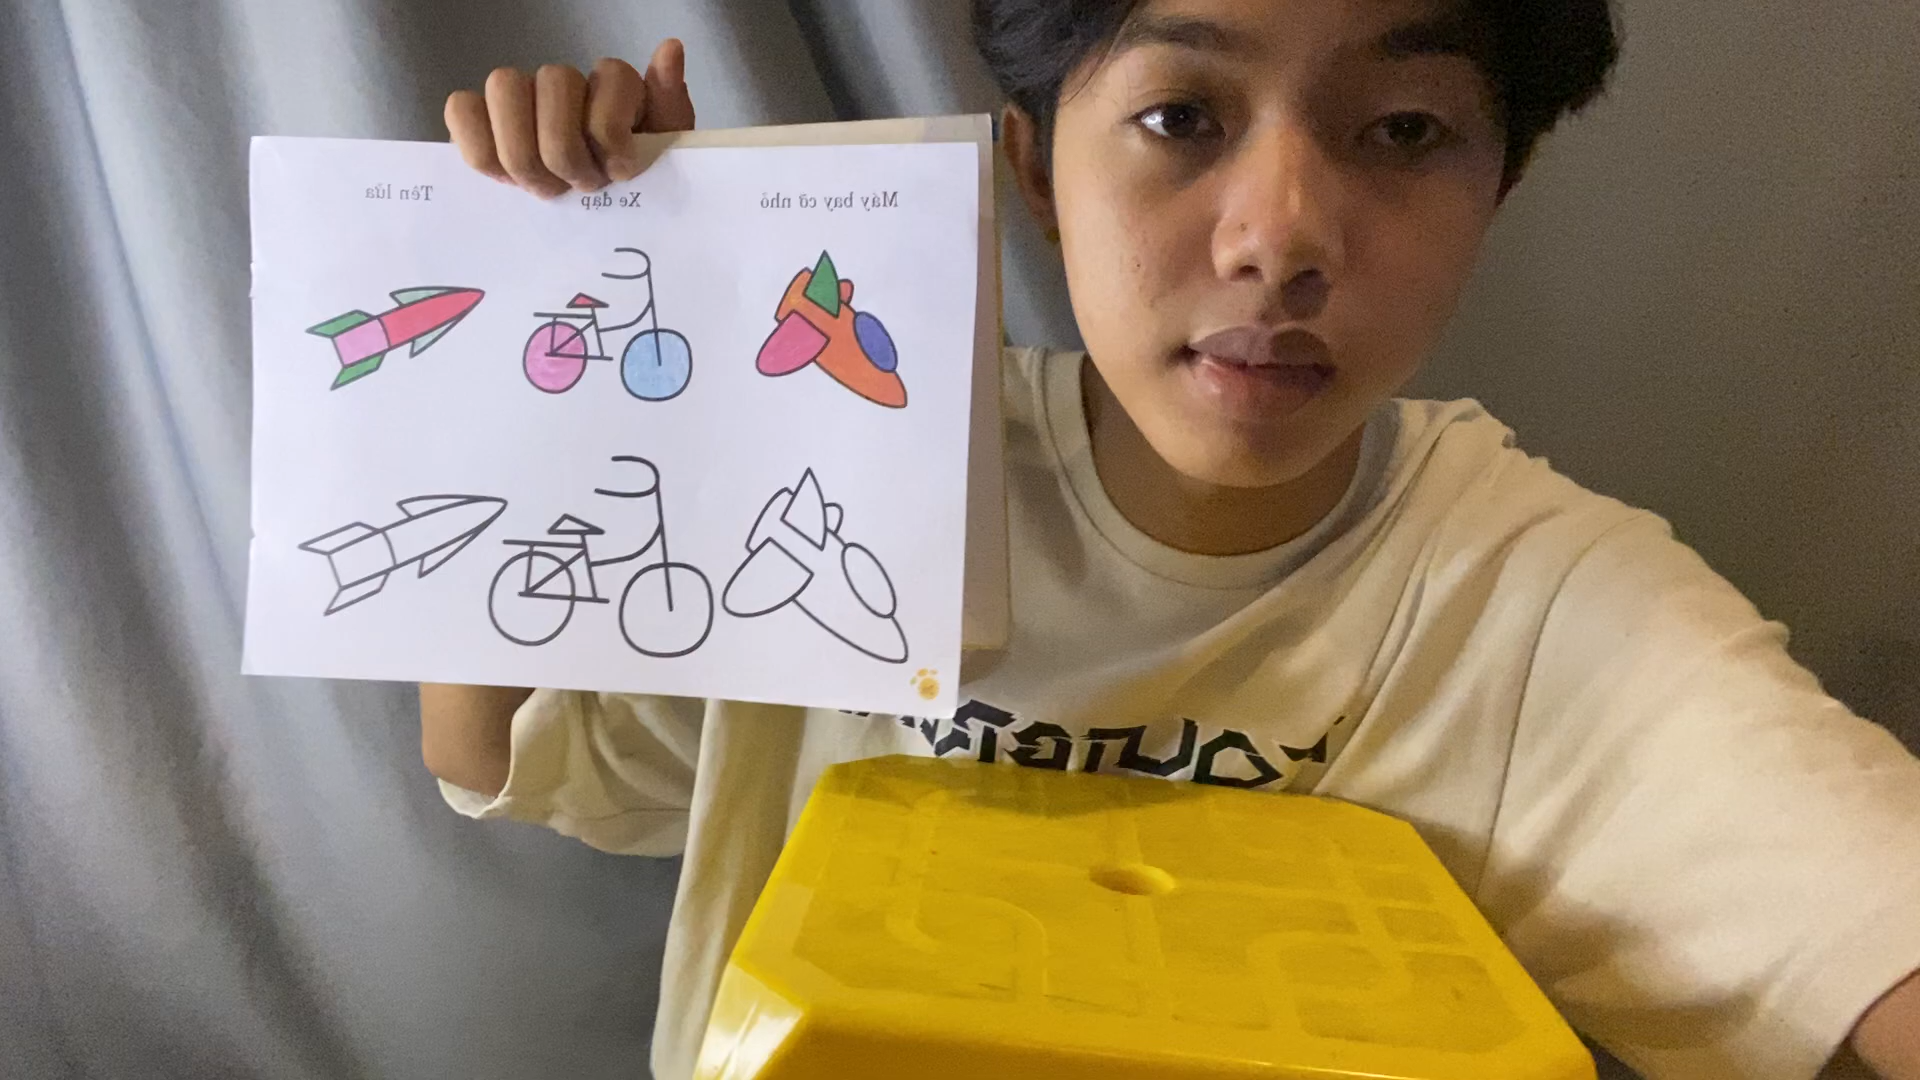 Máy bay cỡ nhỏ
Xe đạp
Tên lửa